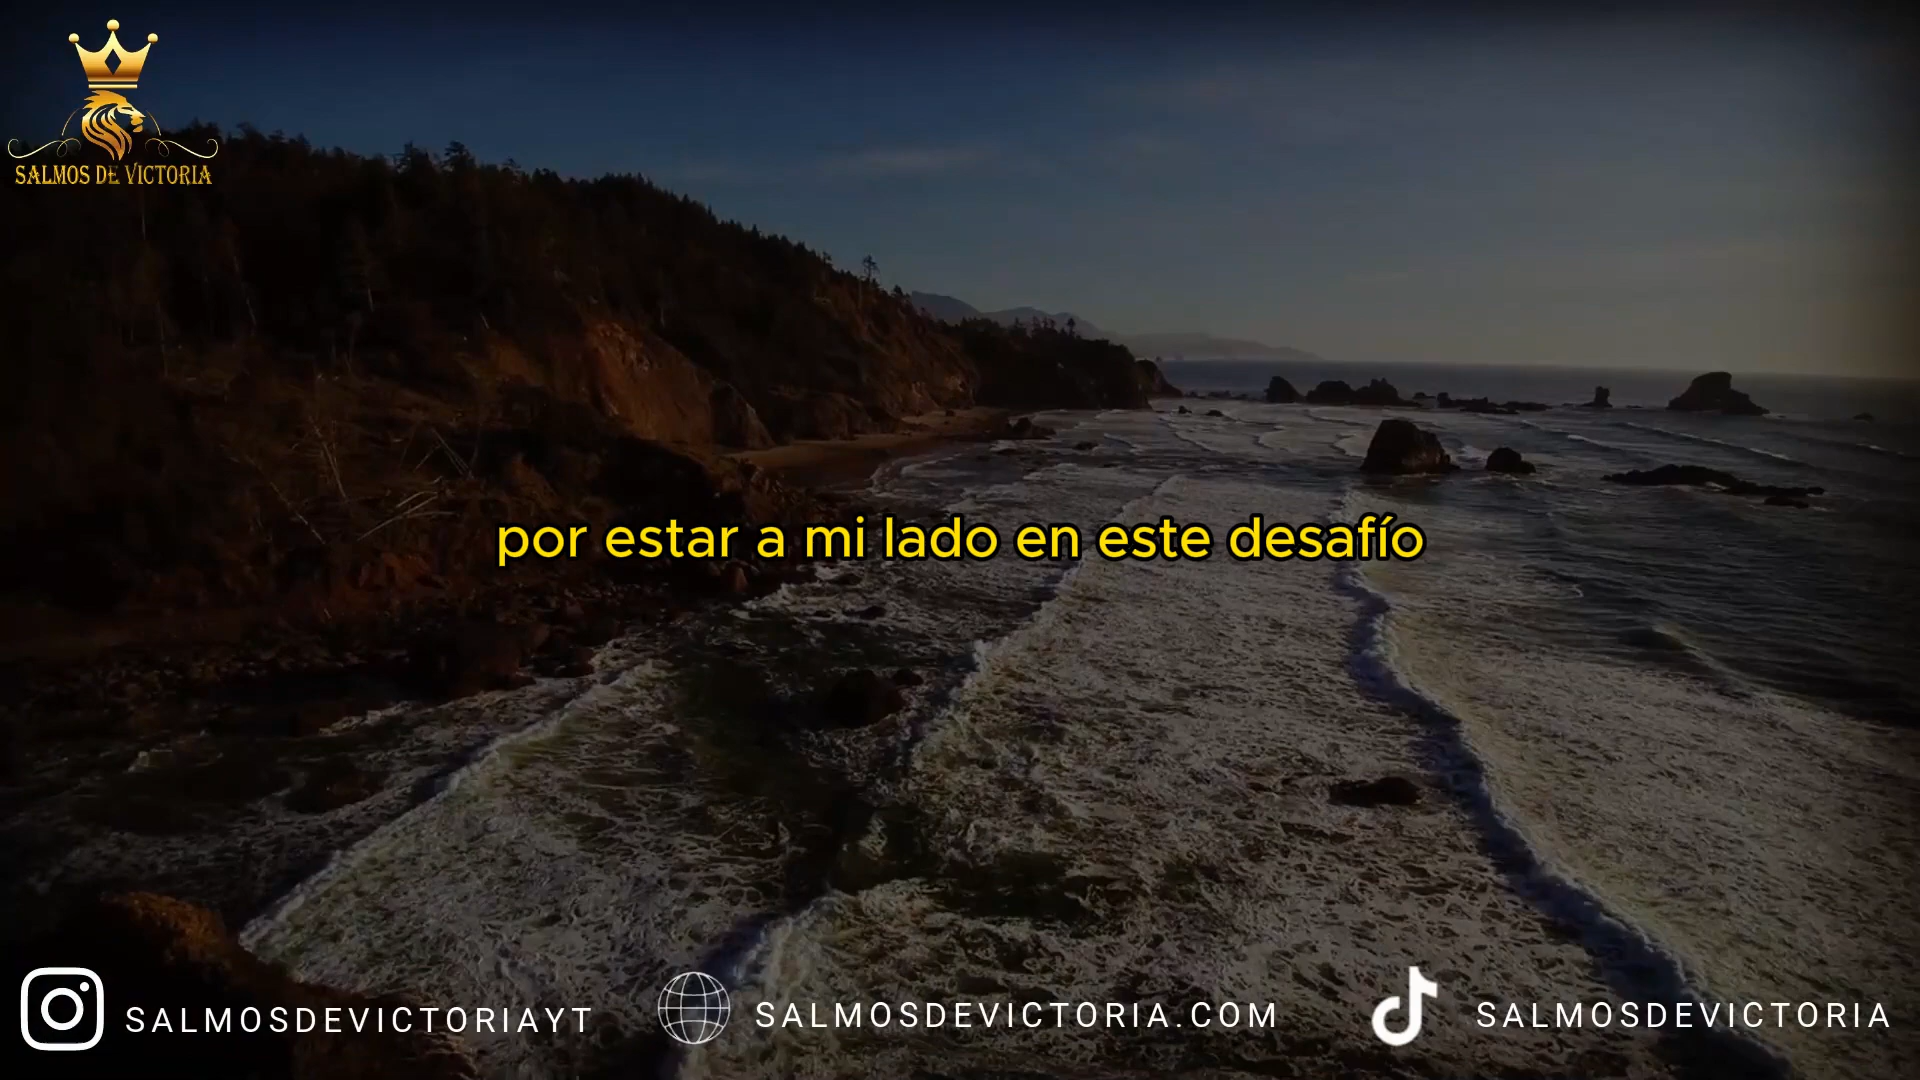 SALMOS DE VICTORIA
por estar a mi lado en este desafío
SALMOSDEVICTORIAYT
SALMOSDEVICTORIA.COM
SALMOSDEVICTORIA